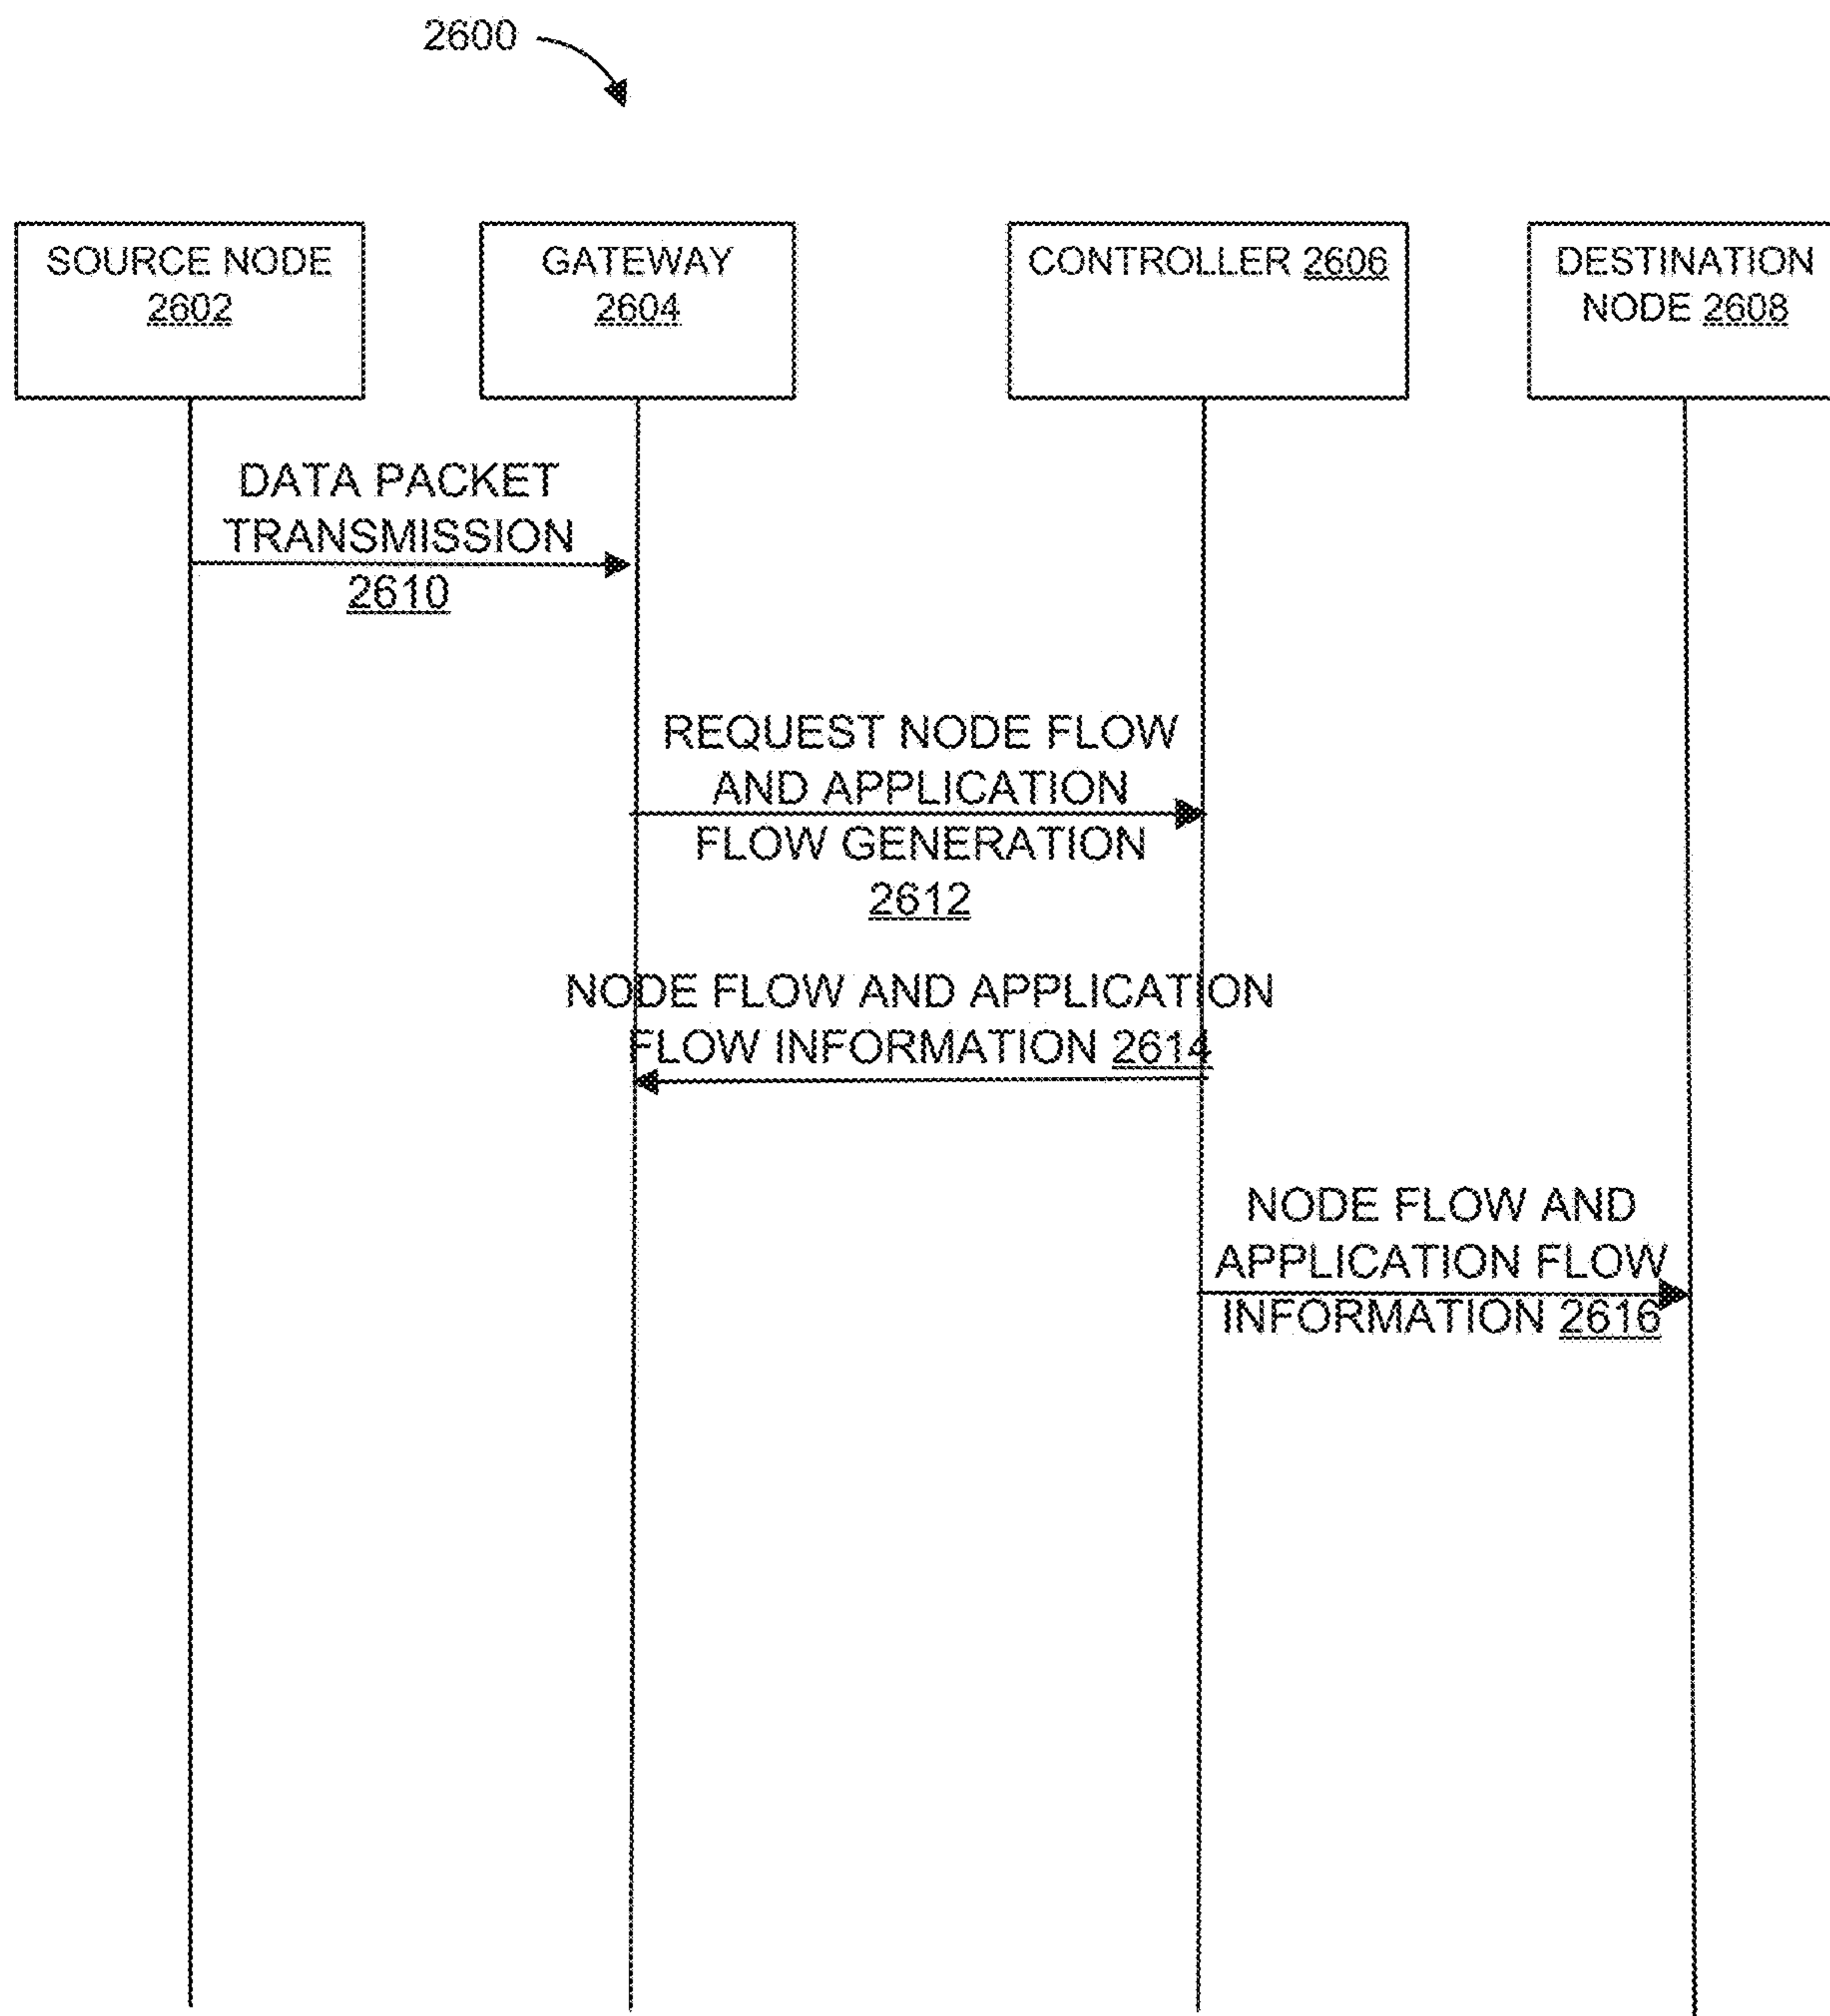 2600
SOURCE NODE
2602
GATEWAY
2604
CONTROLLER 2606
DESTINATION
NODE 2608
DATA PACKET
TRANSMISSION
2610
REQUEST NODE FLOW
AND APPLICATION
FLOW GENERATION
2612
NODE FLOW AND APPLICATION
FLOW INFORMATION 2614
NODE FLOW AND
APPLICATION FLOW
INFORMATION 2616